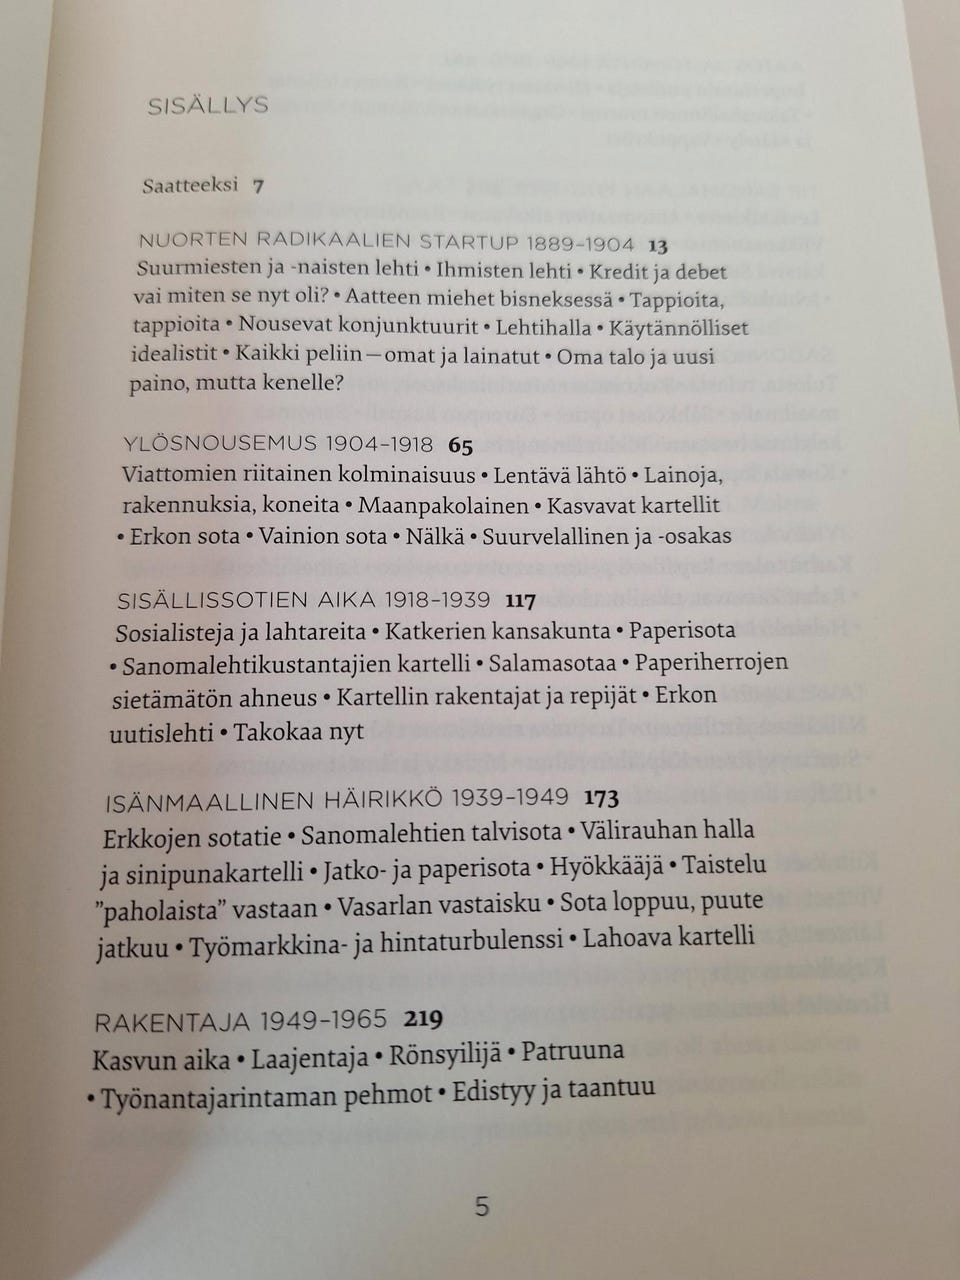 SISÄLLYS
Saatteeksi 7
NUORTEN RADIKAALIEN STARTUP 1889–1904 13
Suurmiesten ja -naisten lehti • Ihmisten lehti • Kredit ja debet
vai miten se nyt oli? • Aatteen miehet bisneksessä • Tappioita,
tappioita • Nousevat konjunktuurit • Lehtihalla • Käytännölliset
idealistit • Kaikki peliin — omat ja lainatut • Oma talo ja uusi
paino, mutta kenelle?
YLÖSNOUSEMUS 1904–1918 65
Viattomien riitainen kolminaisuus • Lentävä lähtö • Lainoja,
rakennuksia, koneita • Maanpakolainen • Kasvavat kartellit
• Erkon sota • Vainion sota • Nälkä • Suurvelallinen ja -osakas
SISÄLLISSOTIEN AIKA 1918–1939 117
Sosialisteja ja lahtareita • Katkerien kansakunta • Paperisota
• Sanomalehtikustantajien kartelli • Salamasotaa • Paperiherrojen
sietämätön ahneus • Kartellin rakentajat ja repijät • Erkon
uutislehti • Takokaa nyt
ISÄNMAALLINEN HÄIRIKKÖ 1939–1949 173
Erkkojen sotatie • Sanomalehtien talvisota • Välirauhan halla
ja sinipunakartelli • Jatko- ja paperisota • Hyökkääjä • Taistelu
”paholaista” vastaan • Vasarlan vastaisku • Sota loppuu, puute
jatkuu • Työmarkkina- ja hintaturbulenssi • Lahoava kartelli
RAKENTAJA 1949–1965 219
Kasvun aika • Laajentaja • Rönsyilijä • Patruuna
• Työnantajarintaman pehmot • Edistyy ja taantuu
5